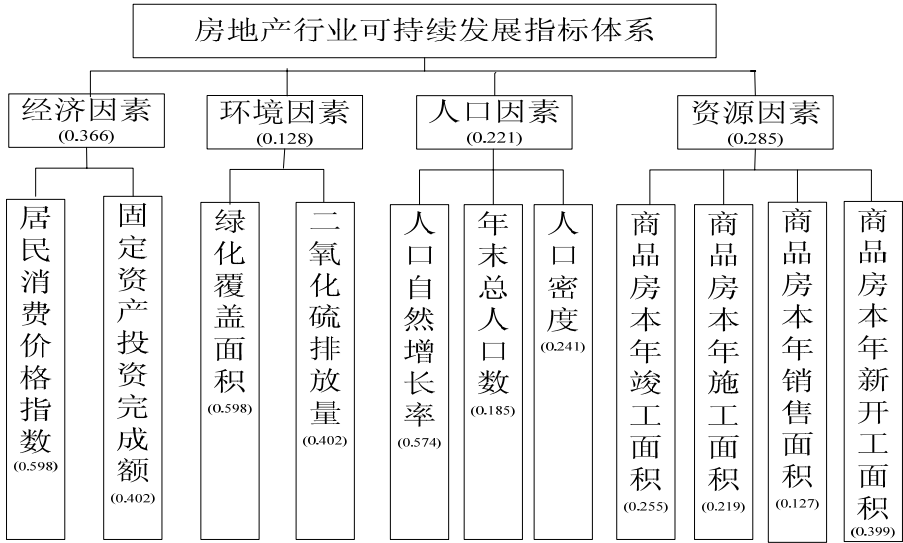 房地产行业可持续发展指标体系
经济因素
(0.366)
环境因素
(0.128)
人口因素
(0.221)
资源因素
(0.285)
居民消费价格指数
(0.598)
固定资产投资完成额
(0.402)
绿化覆盖面积
(0.598)
二氧化硫排放量
(0.402)
人口自然增长率
(0.574)
年末总人口数
(0.185)
人口密度
(0.241)
商品房本年竣工面积
(0.255)
商品房本年施工面积
(0.219)
商品房本年销售面积
(0.127)
商品房本年新开工面积
(0.399)